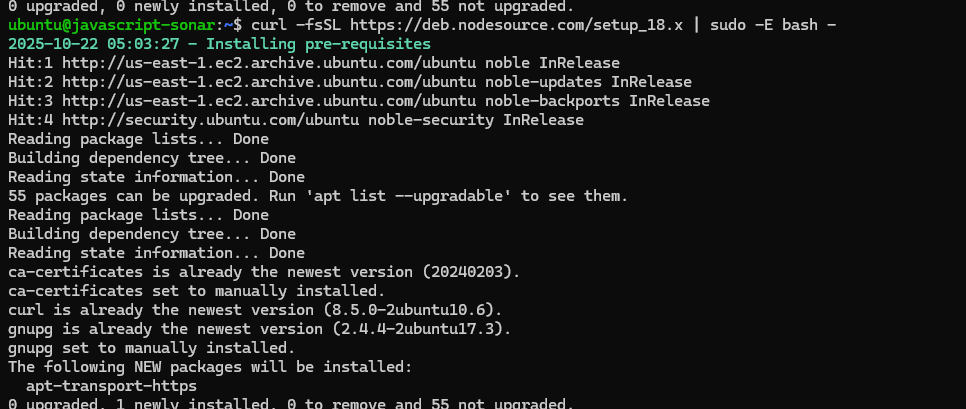 0 upgraded, 0 newly installed, 0 to remove and 55 not upgraded.
ubuntu@javascript-sonar:~$ curl -fsSL https://deb.nodesource.com/setup_18.x | sudo -E bash -
2025-10-22 05:03:27 - Installing pre-requisites
Hit:1 http://us-east-1.ec2.archive.ubuntu.com/ubuntu noble InRelease
Hit:2 http://us-east-1.ec2.archive.ubuntu.com/ubuntu noble-updates InRelease
Hit:3 http://us-east-1.ec2.archive.ubuntu.com/ubuntu noble-backports InRelease
Hit:4 http://security.ubuntu.com/ubuntu noble-security InRelease
Reading package lists... Done
Building dependency tree... Done
Reading state information... Done
55 packages can be upgraded. Run 'apt list --upgradable' to see them.
Reading package lists... Done
Building dependency tree... Done
Reading state information... Done
ca-certificates is already the newest version (20240203).
ca-certificates set to manually installed.
curl is already the newest version (8.5.0-2ubuntu10.6).
gnupg is already the newest version (2.4.4-2ubuntu17.3).
gnupg set to manually installed.
The following NEW packages will be installed:
  apt-transport-https
0 upgraded, 1 newly installed, 0 to remove and 55 not upgraded.